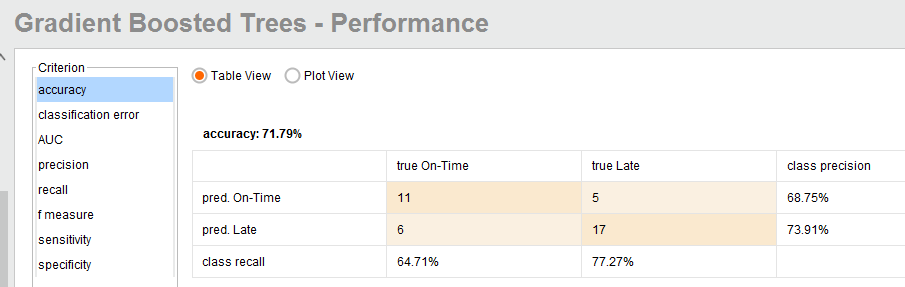 Gradient Boosted Trees - Performance
Criterion
accuracy
classification error
AUC
precision
recall
f measure
sensitivity
specificity
Table View Plot View
accuracy: 71.79%
true On-Time true Late class precision
pred. On-Time 11 5 68.75%
pred. Late 6 17 73.91%
class recall 64.71% 77.27%